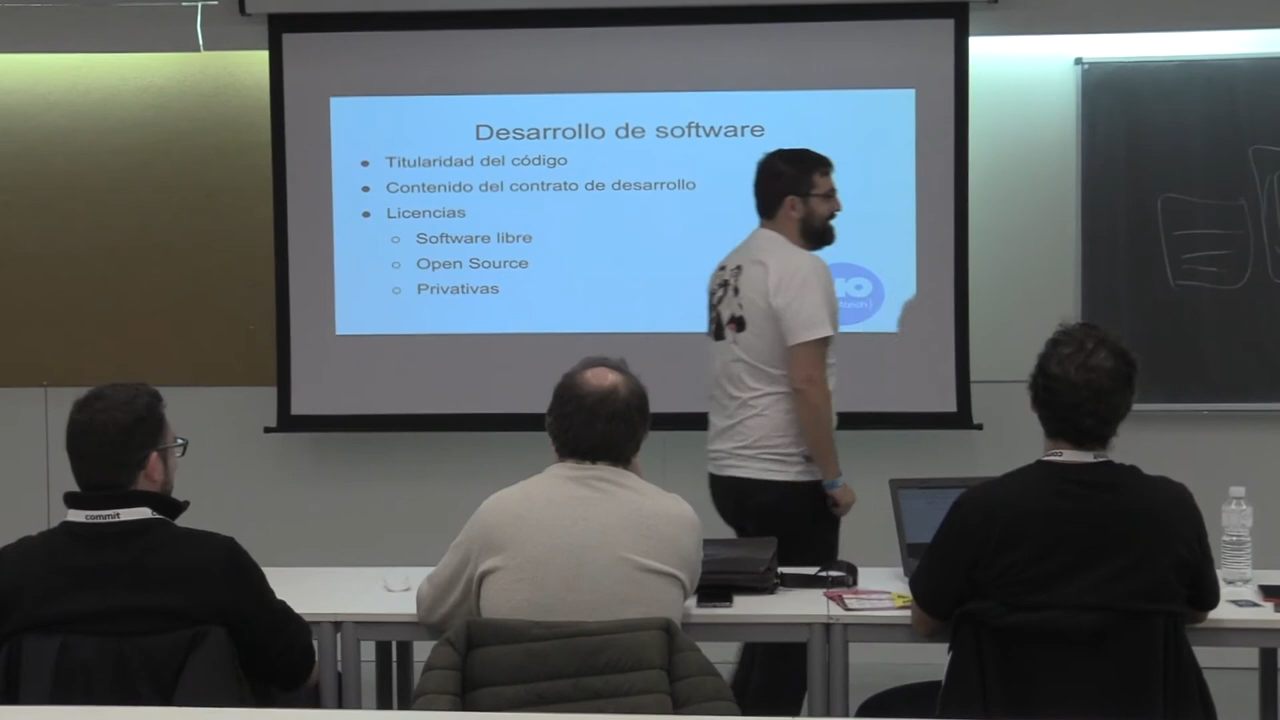 Desarrollo de software
● Titularidad del código
● Contenido del contrato de desarrollo
● Licencias
○ Software libre
○ Open Source
○ Privativas
commit